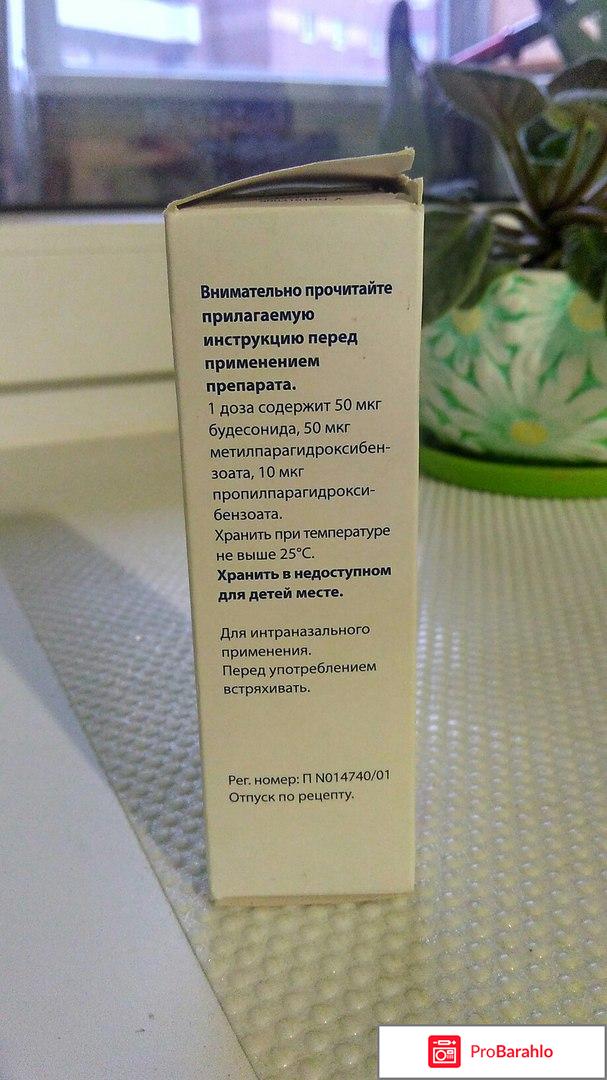 Внимательно прочитайте
прилагаемую
инструкцию перед
применением
препарата.
1 доза содержит 50 мкг
будесонида, 50 мкг
метилпарагидроксибен-
зоата, 10 мкг
пропилпарагидрокси-
бензоата.
Хранить при температуре
не выше 25°С.
Хранить в недоступном
для детей месте.
Для интраназального
применения.
Перед употреблением
встряхивать.
Рег. номер: П N014740/01
Отпуск по рецепту.
ProBarahlo